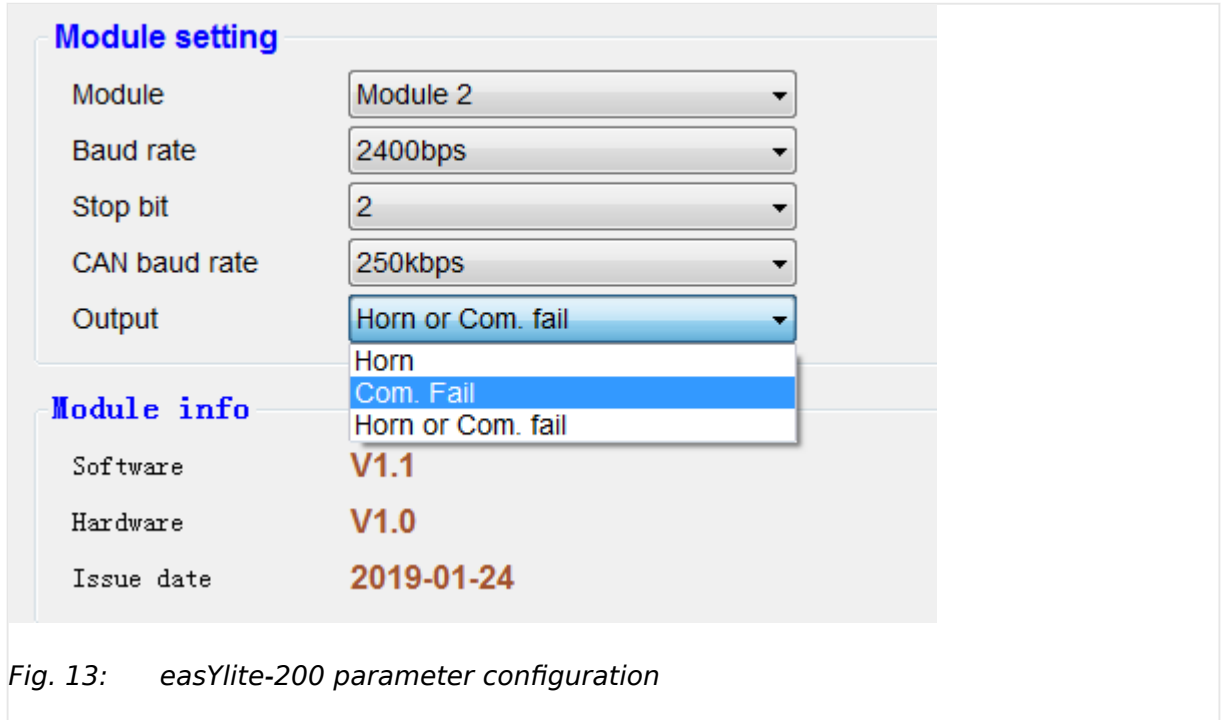 Module setting
Module Module 2
Baud rate 2400bps
Stop bit 2
CAN baud rate 250kbps
Output Horn or Com. fail
Horn
Com. Fail
Horn or Com. fail
Module info
Software V1.1
Hardware V1.0
Issue date 2019-01-24
Fig. 13: easYlite-200 parameter configuration